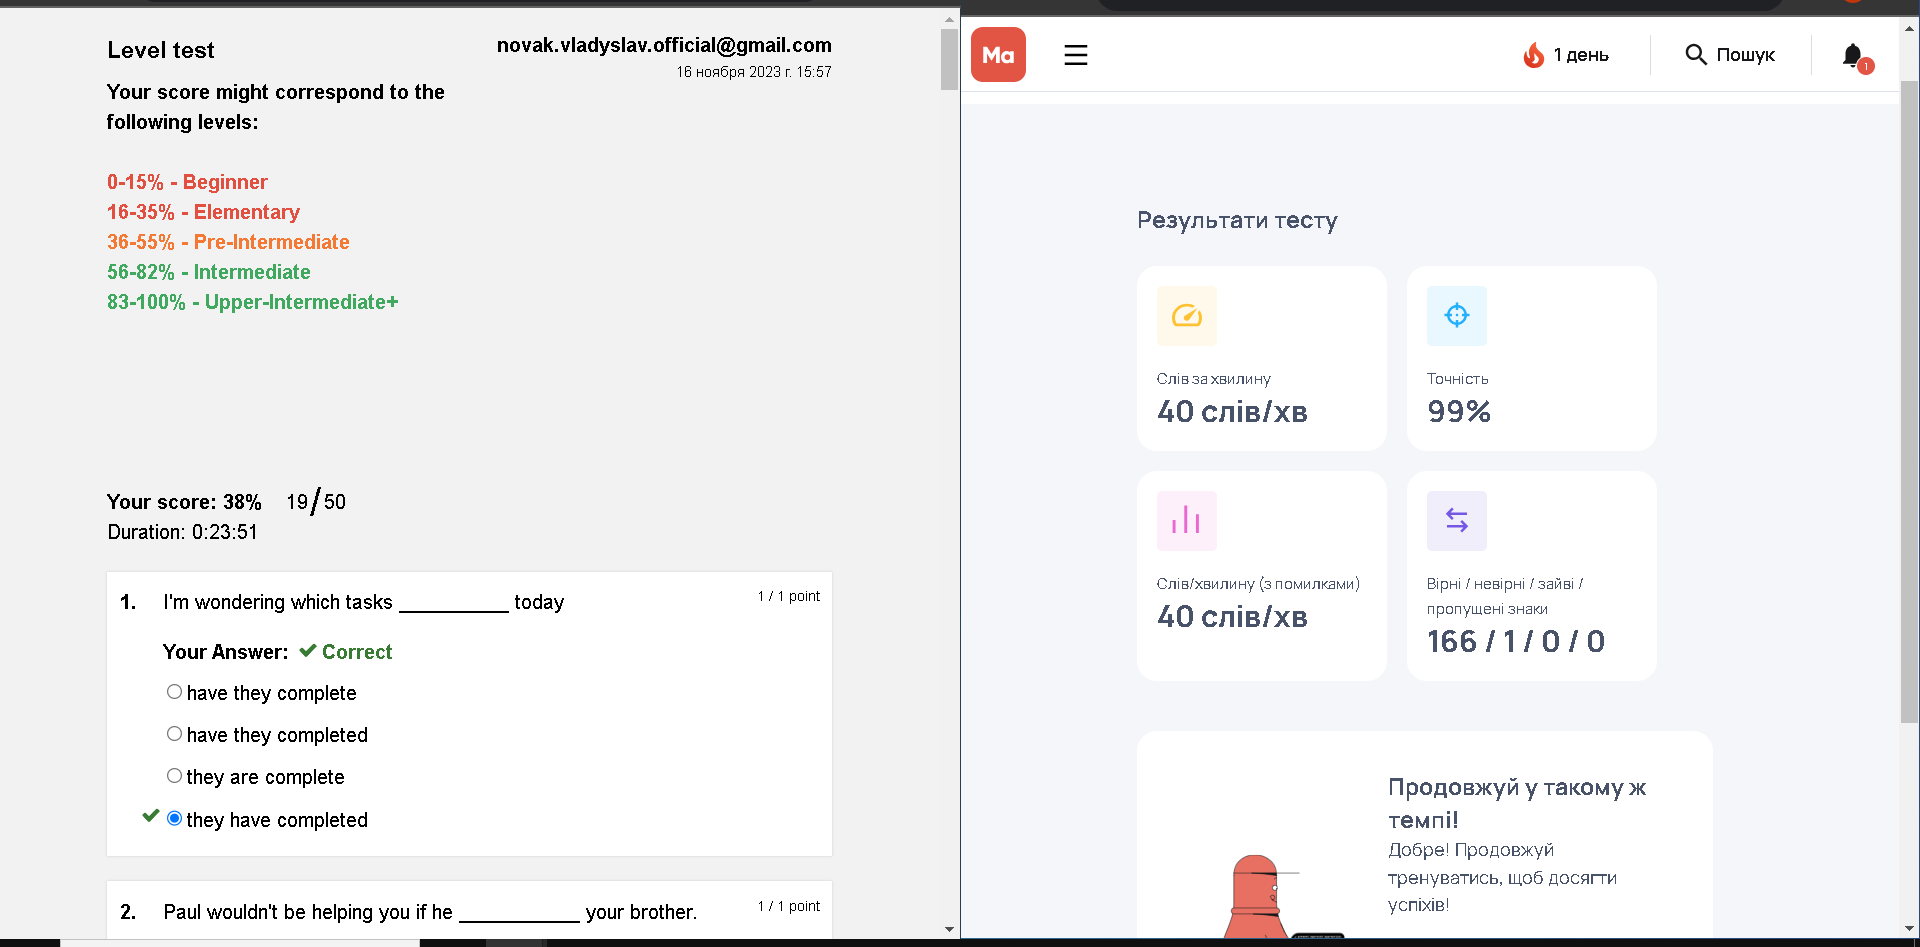 Level test
novak.vladyslav.official@gmail.com
16 ноября 2023 г. 15:57
Your score might correspond to the
following levels:
0-15% - Beginner
16-35% - Elementary
36-55% - Pre-Intermediate
56-82% - Intermediate
83-100% - Upper-Intermediate+
Your score: 38% 19/50
Duration: 0:23:51
1. I'm wondering which tasks __________ today
1 / 1 point
Your Answer: Correct
have they complete
have they completed
they are complete
they have completed
2. Paul wouldn't be helping you if he ___________ your brother.
1 / 1 point
Ma
1 день
Пошук
1
Результати тесту
Слів за хвилину
40 слів/хв
Точність
99%
Слів/хвилину (з помилками)
40 слів/хв
Вірні / невірні / зайві /
пропущені знаки
166 / 1 / 0 / 0
Продовжуй у такому ж
темпі!
Добре! Продовжуй
тренуватись, щоб досягти
успіхів!